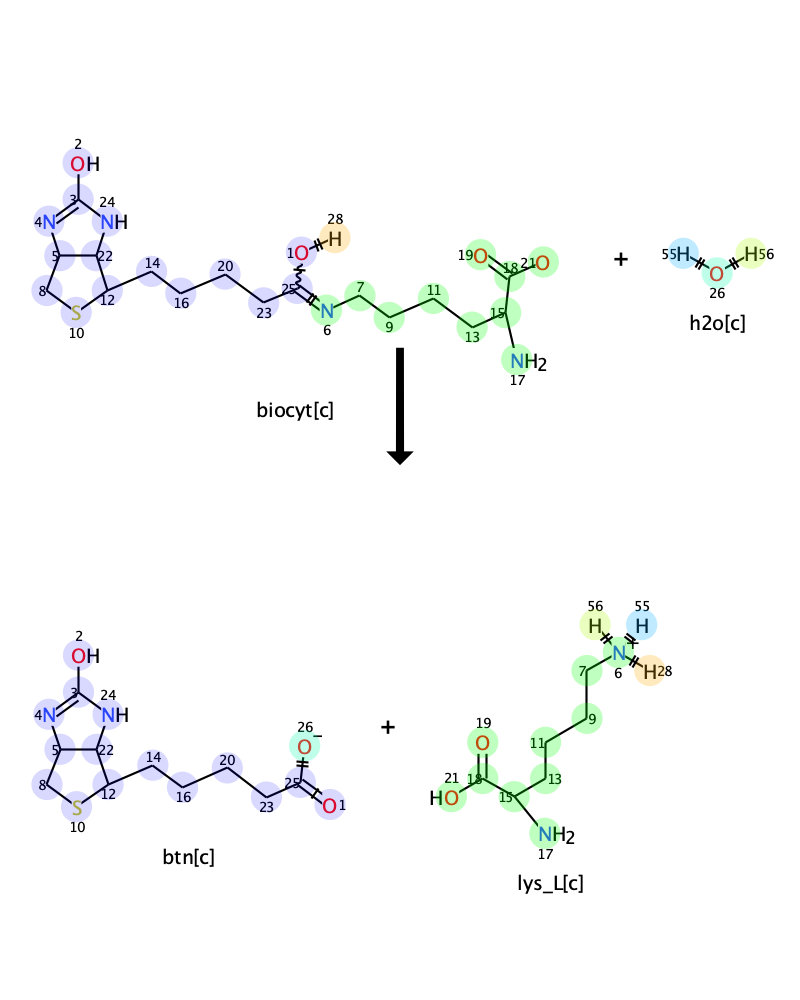 2
OH
3
24
4N
NH
5
22
8
S
12
10
14
16
20
23
28
1O
H
25
N
6
7
9
11
13
15
19O
18
21O
NH2
17
+
55H
H56
O
26
h2o[c]
biocyt[c]
2
OH
3
24
4N
NH
5
22
8
S
12
10
14
16
20
23
26
O−
25
O1
btn[c]
+
56
55
H
H
N
H28
6
7
9
11
13
19
O
21
HO
18
15
NH2
17
lys_L[c]